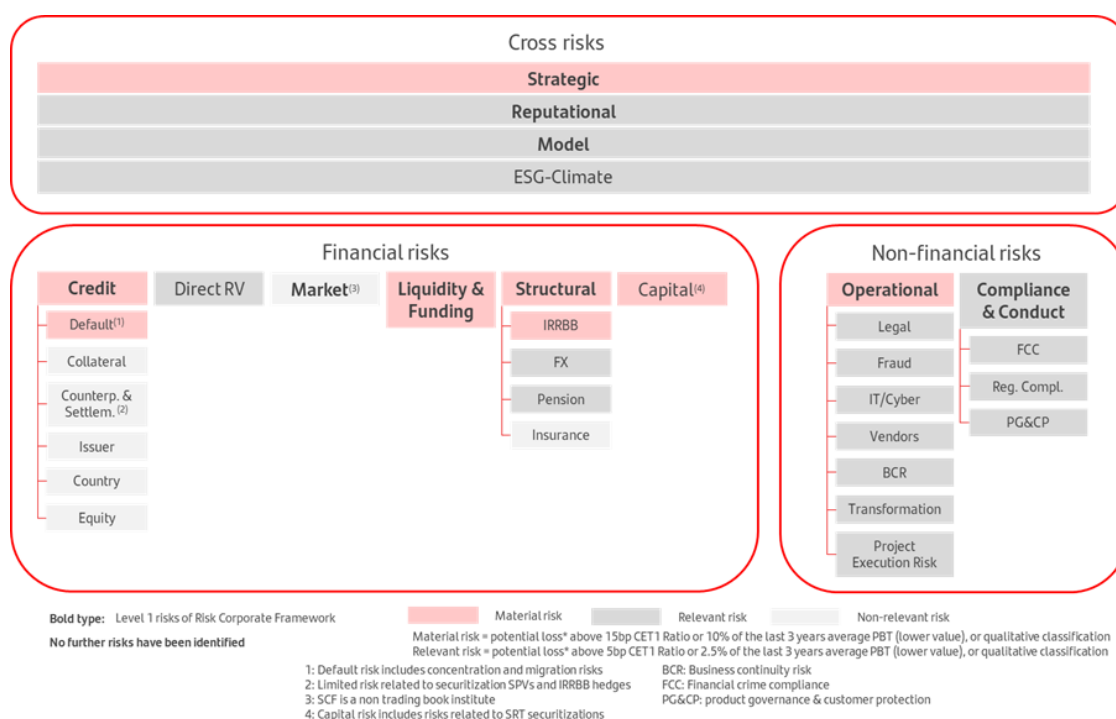 Cross risks
Strategic
Reputational
Model
ESG-Climate
Financial risks
Credit
Direct RV
Market(3)
Liquidity &
Funding
Structural
Capital(4)
Default(1)
Collateral
Counterp. &
Settlem. (2)
Issuer
Country
Equity
IRRBB
FX
Pension
Insurance
Non-financial risks
Operational
Compliance
& Conduct
Legal
Fraud
IT/Cyber
Vendors
BCR
Transformation
Project
Execution Risk
FCC
Reg. Compl.
PG&CP
Bold type: Level 1 risks of Risk Corporate Framework
No further risks have been identified
Material risk
Relevant risk
Non-relevant risk
Material risk = potential loss* above 15bp CET1 Ratio or 10% of the last 3 years average PBT (lower value), or qualitative classification
Relevant risk = potential loss* above 5bp CET1 Ratio or 2.5% of the last 3 years average PBT (lower value), or qualitative classification
1: Default risk includes concentration and migration risks
2: Limited risk related to securitization SPVs and IRRBB hedges
3: SCF is a non trading book institute
4: Capital risk includes risks related to SRT securitizations
BCR: Business continuity risk
FCC: Financial crime compliance
PG&CP: product governance & customer protection